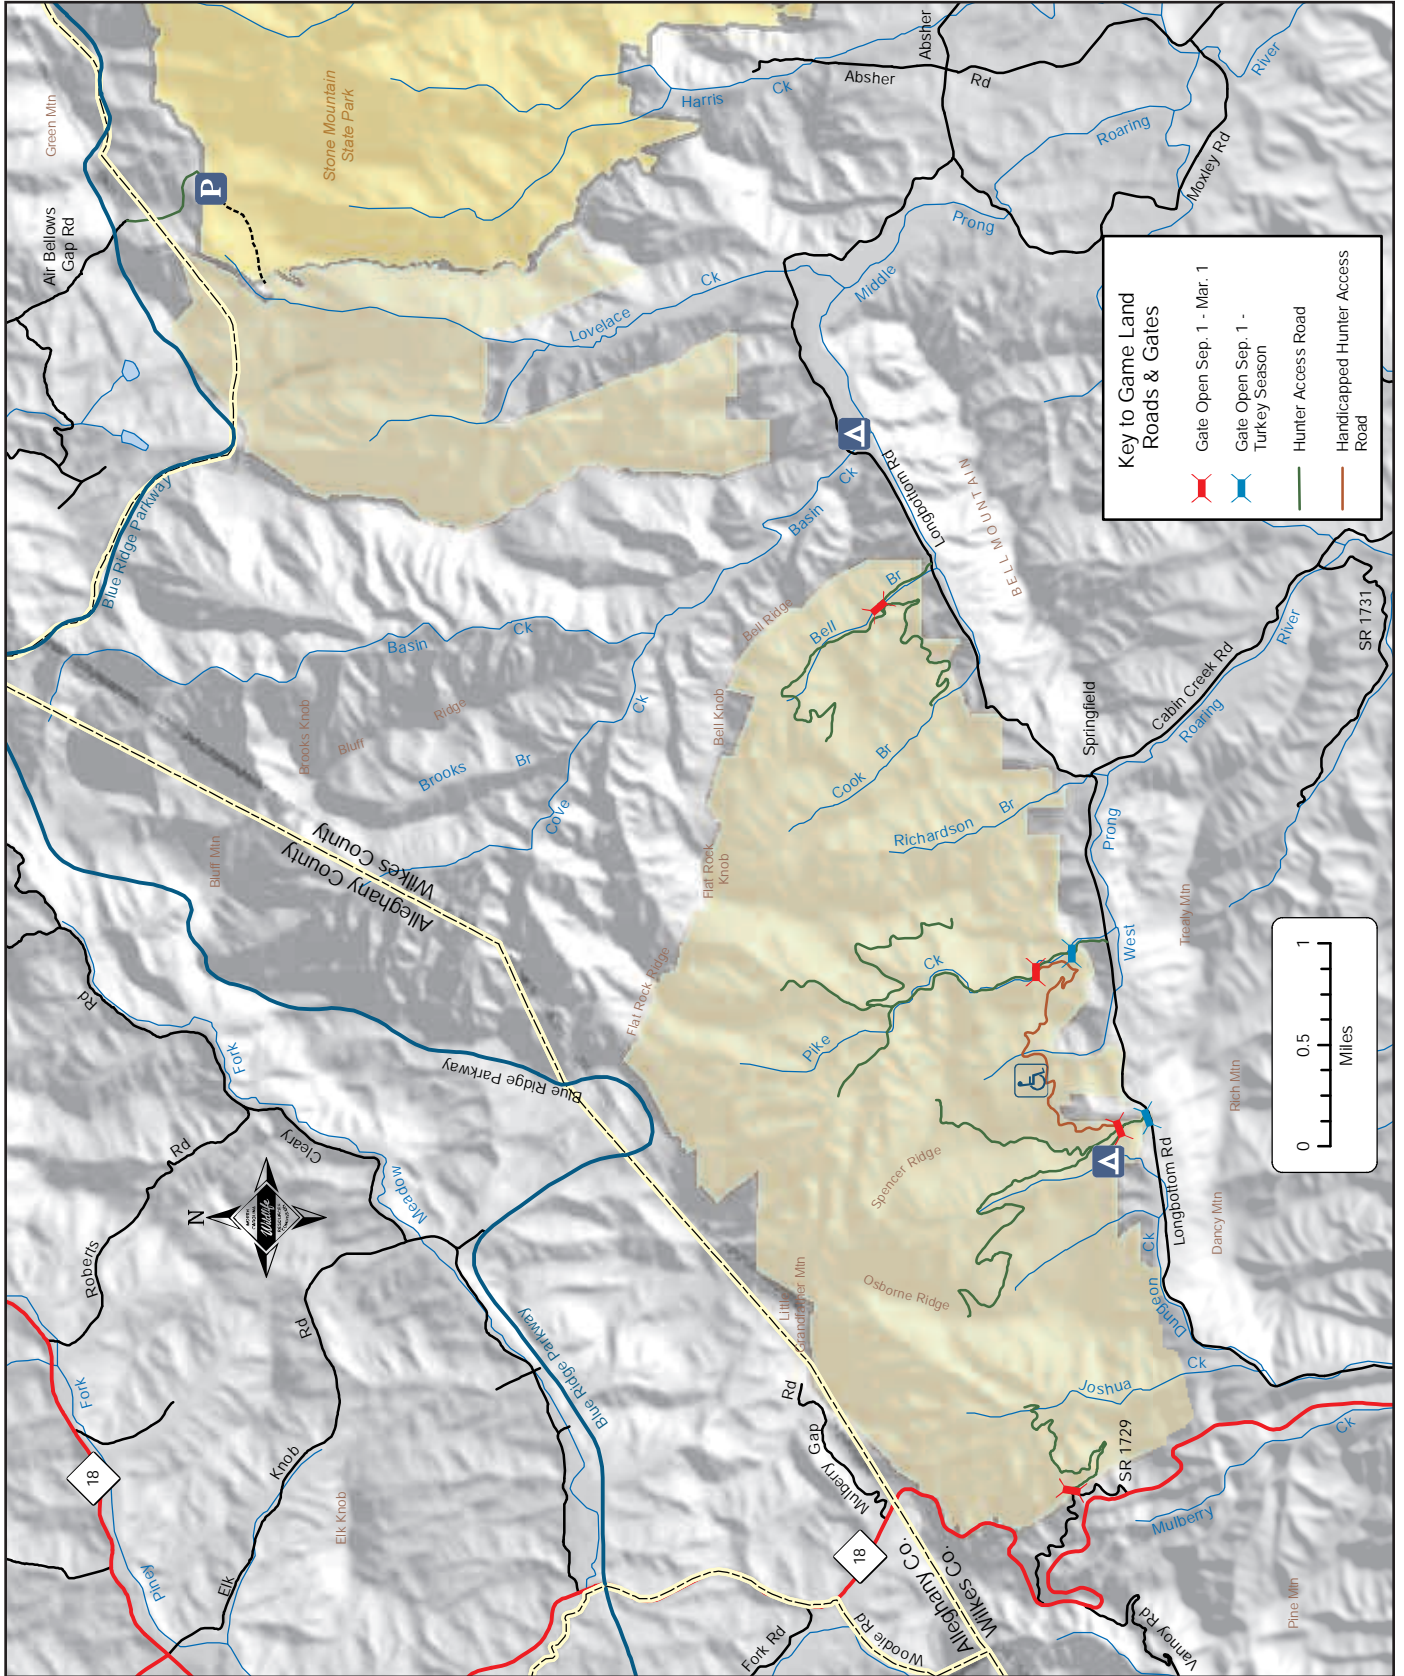 Green Mtn
Air Bellows
Gap Rd
P
Stone Mountain
State Park
Harris
Ck
Absher
Absher
Rd
River
Roaring
Moxley Rd
Prong
Middle
Lovelace
Ck
Blue Ridge Parkway
Basin
Ck
Longbottom Rd
BELL MOUNTAIN
Key to Game Land
Roads & Gates
Gate Open Sep. 1 - Mar. 1
Gate Open Sep. 1 -
Turkey Season
Hunter Access Road
Handicapped Hunter Access
Road
Basin
Ck
Bell Ridge
Bell
Br
Bell Knob
Brooks Knob
Bluff
Ridge
Brooks
Br
Cove
Ck
Cook
Br
Richardson
Br
Springfield
Cabin Creek Rd
Roaring
River
SR 1731
Bluff Mtn
Alleghany County
Wilkes County
Flat Rock
Knob
Flat Rock Ridge
Prong
West
Trealy Mtn
Pike
Ck
Rd
Fork
Blue Ridge Parkway
Rich Mtn
0
0.5
1
Miles
Rd
Roberts
Cleary
Meadow
N
NORTH
CAROLINA
Wildlife
Spencer Ridge
Osborne Ridge
Little
Grandfather Mtn
Longbottom Rd
Dancy Mtn
Dungeon
Ck
Joshua
Ck
Fork
18
Piney
Elk
Knob
Rd
Elk Knob
Blue Ridge Parkway
Mulberry
Gap
Rd
18
SR 1729
Mulberry
Ck
Alleghany Co.
Wilkes Co.
Woodie Rd
Fork Rd
Vannoy Rd
Pine Mtn